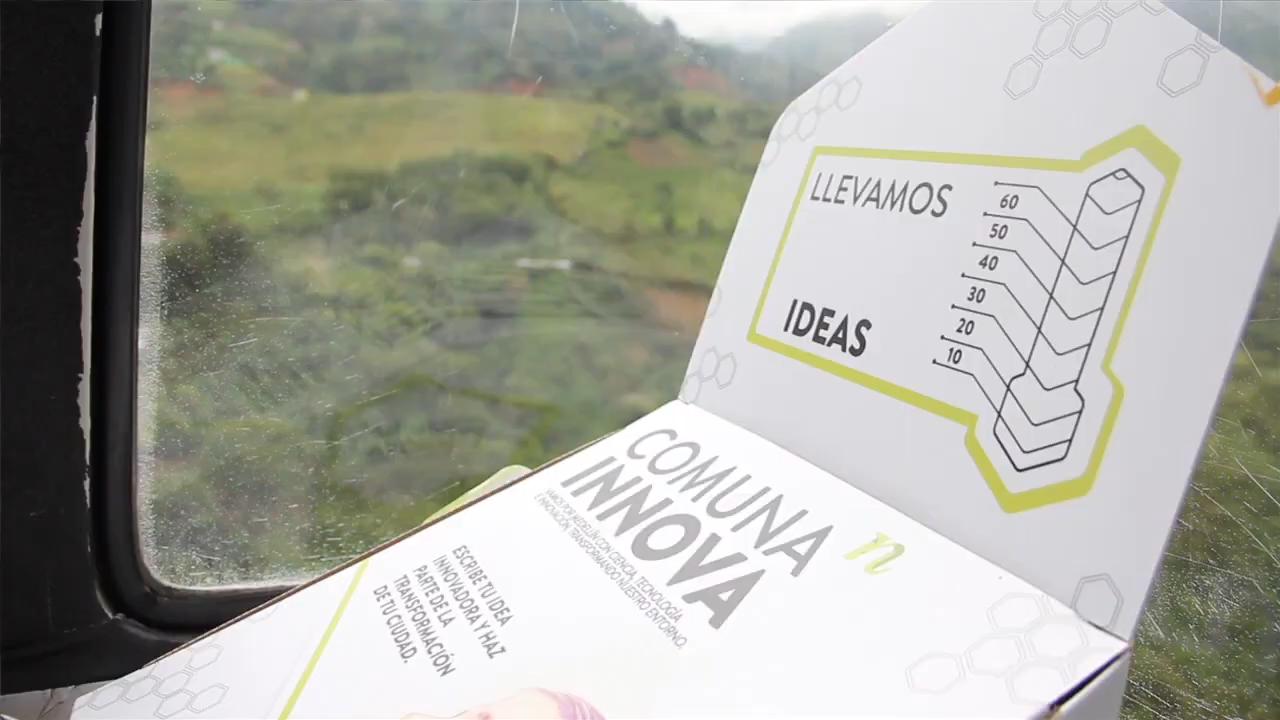 LLEVAMOS
60
50
40
30
20
10
IDEAS
COMUNA
INNOVA
n
VAMOS POR MEDELLÍN CON CIENCIA, TECNOLOGÍA
E INNOVACIÓN TRANSFORMANDO NUESTRO ENTORNO.
ESCRIBE TU IDEA
INNOVADORA Y HAZ
PARTE DE LA
TRANSFORMACIÓN
DE TU CIUDAD.